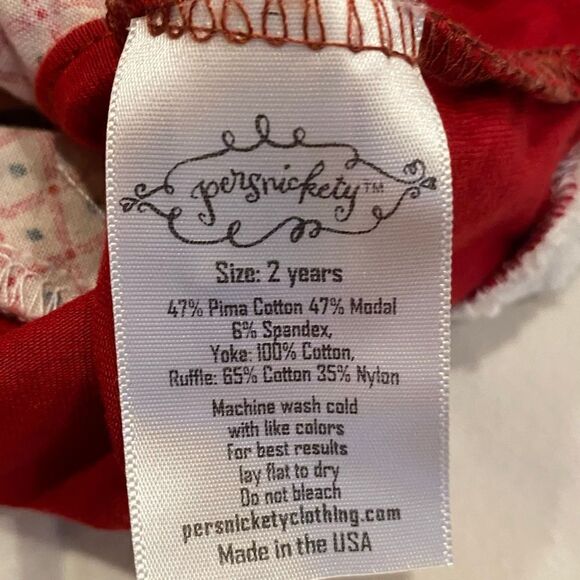 persnickety™
Size: 2 years
47% Pima Cotton 47% Modal
6% Spandex,
Yoke: 100% Cotton,
Ruffle: 65% Cotton 35% Nylon
Machine wash cold
with like colors
For best results
lay flat to dry
Do not bleach
persnicketyclothing.com
Made in the USA